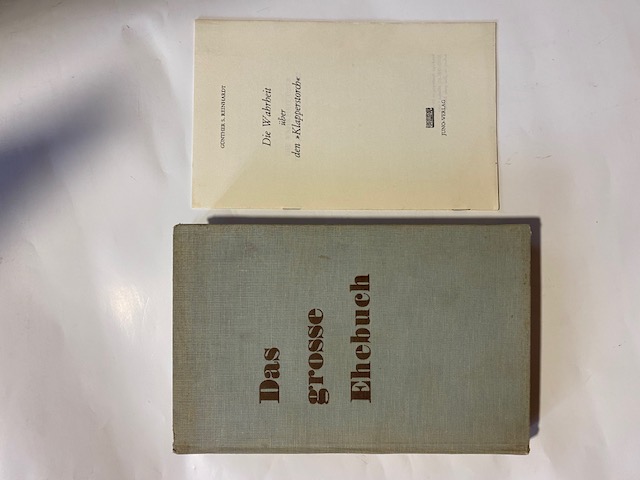 GÜNTHER S. REINHARDT
Die Wahrheit
über
den »Klapperstorch«
JUNO-VERLAG
Das
grosse
Ehebuch